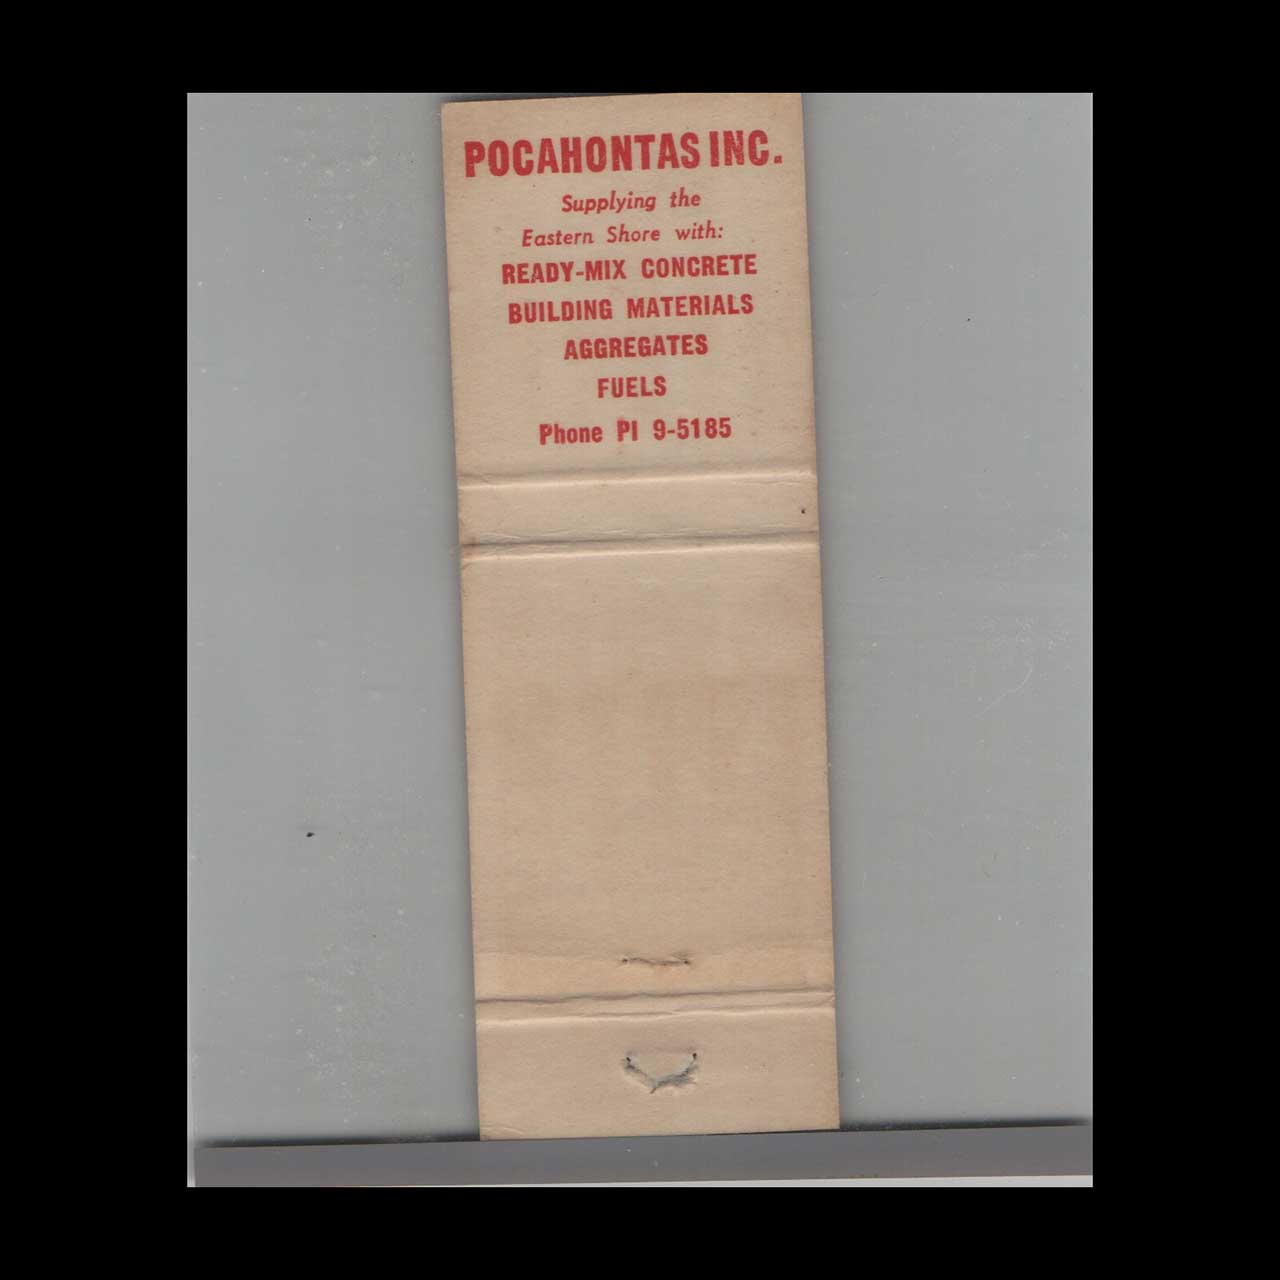 POCAHONTAS INC.
Supplying the
Eastern Shore with:
READY-MIX CONCRETE
BUILDING MATERIALS
AGGREGATES
FUELS
Phone PI 9-5185